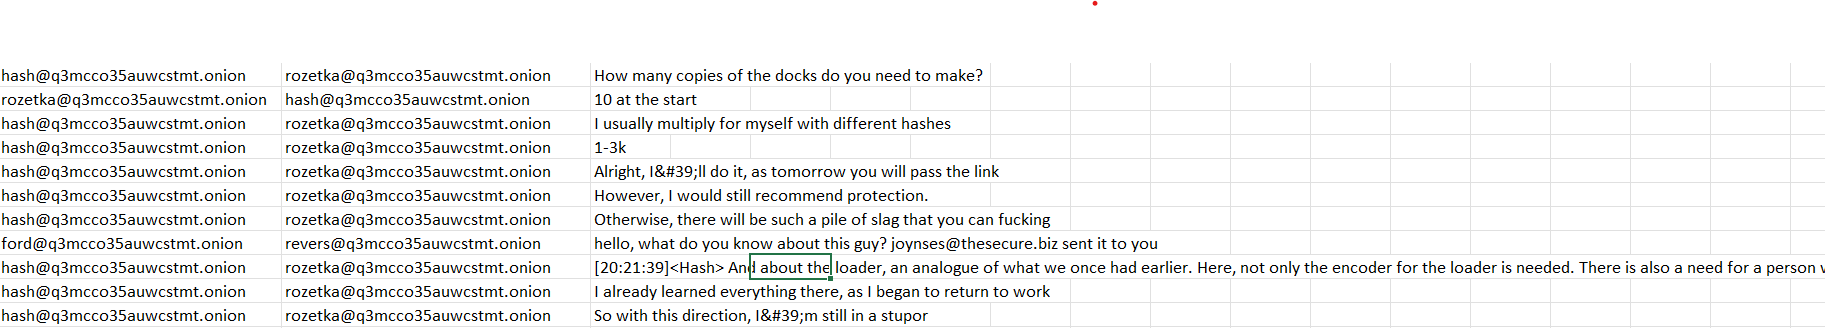 hash@q3mcco35auwcstmt.onion rozetka@q3mcco35auwcstmt.onion How many copies of the docks do you need to make?
rozetka@q3mcco35auwcstmt.onion hash@q3mcco35auwcstmt.onion 10 at the start
hash@q3mcco35auwcstmt.onion rozetka@q3mcco35auwcstmt.onion I usually multiply for myself with different hashes
hash@q3mcco35auwcstmt.onion rozetka@q3mcco35auwcstmt.onion 1-3k
hash@q3mcco35auwcstmt.onion rozetka@q3mcco35auwcstmt.onion Alright, I&#39;ll do it, as tomorrow you will pass the link
hash@q3mcco35auwcstmt.onion rozetka@q3mcco35auwcstmt.onion However, I would still recommend protection.
hash@q3mcco35auwcstmt.onion rozetka@q3mcco35auwcstmt.onion Otherwise, there will be such a pile of slag that you can fucking
ford@q3mcco35auwcstmt.onion revers@q3mcco35auwcstmt.onion hello, what do you know about this guy? joynses@thesecure.biz sent it to you
hash@q3mcco35auwcstmt.onion rozetka@q3mcco35auwcstmt.onion [20:21:39]<Hash> And about the loader, an analogue of what we once had earlier. Here, not only the encoder for the loader is needed. There is also a need for a person
hash@q3mcco35auwcstmt.onion rozetka@q3mcco35auwcstmt.onion I already learned everything there, as I began to return to work
hash@q3mcco35auwcstmt.onion rozetka@q3mcco35auwcstmt.onion So with this direction, I&#39;m still in a stupor